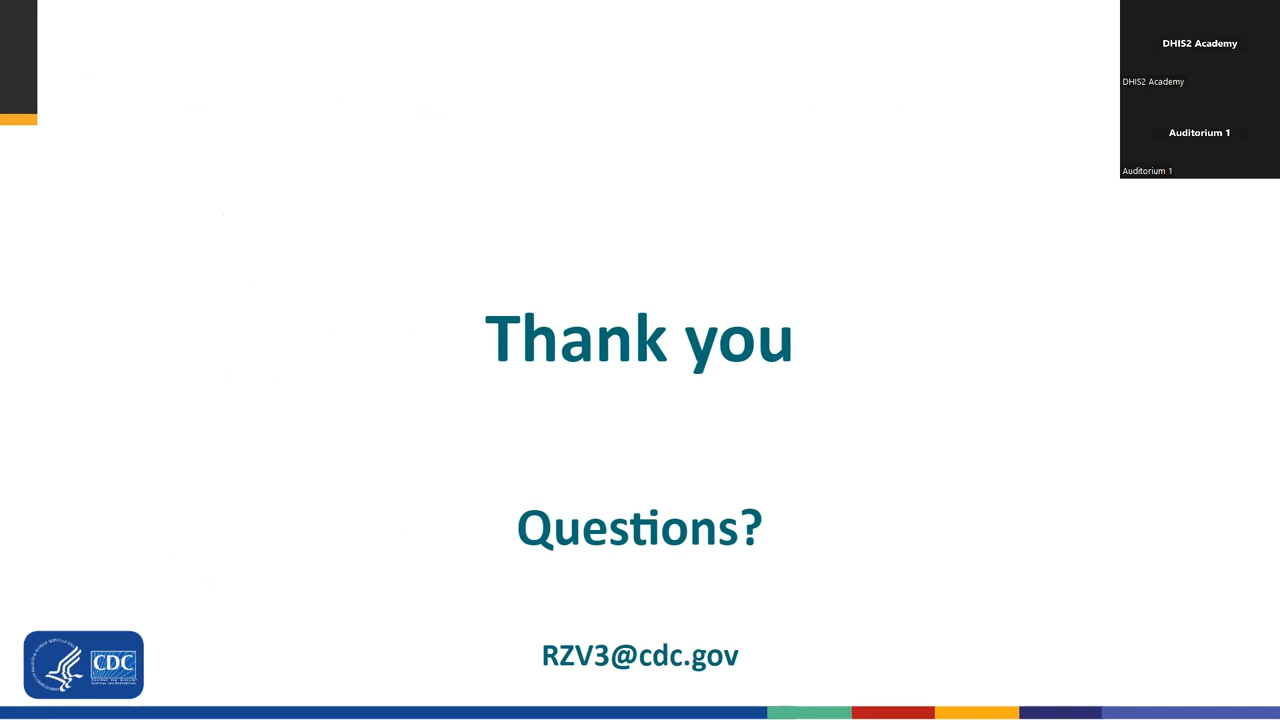 DHIS2 Academy
DHIS2 Academy
Auditorium 1
Auditorium 1
Thank you
Questions?
RZV3@cdc.gov
CDC